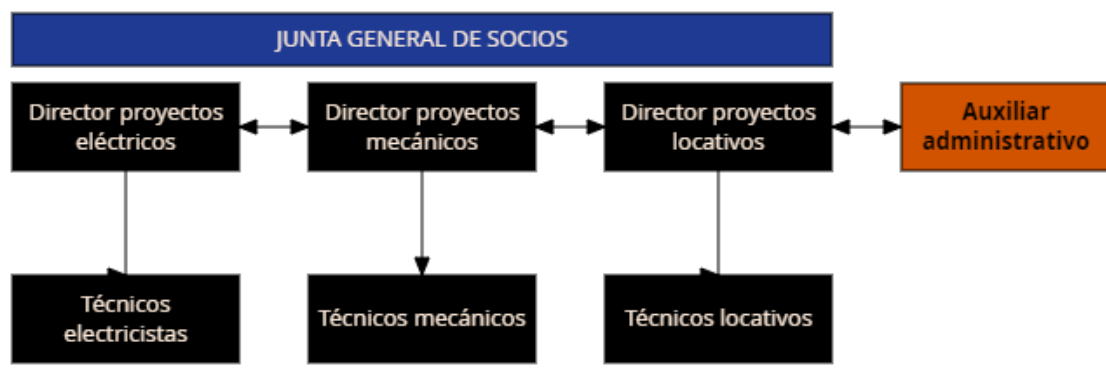 JUNTA GENERAL DE SOCIOS
Director proyectos
eléctricos
Director proyectos
mecánicos
Director proyectos
locativos
Auxiliar
administrativo
Técnicos
electricistas
Técnicos mecánicos
Técnicos locativos